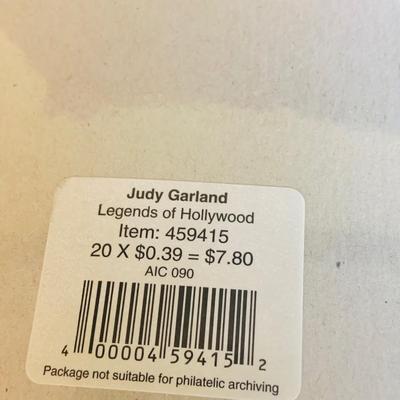 Judy Garland
Legends of Hollywood
Item: 459415
20 X $0.39 = $7.80
AIC 090
4 00004 59415 2
Package not suitable for philatelic archiving